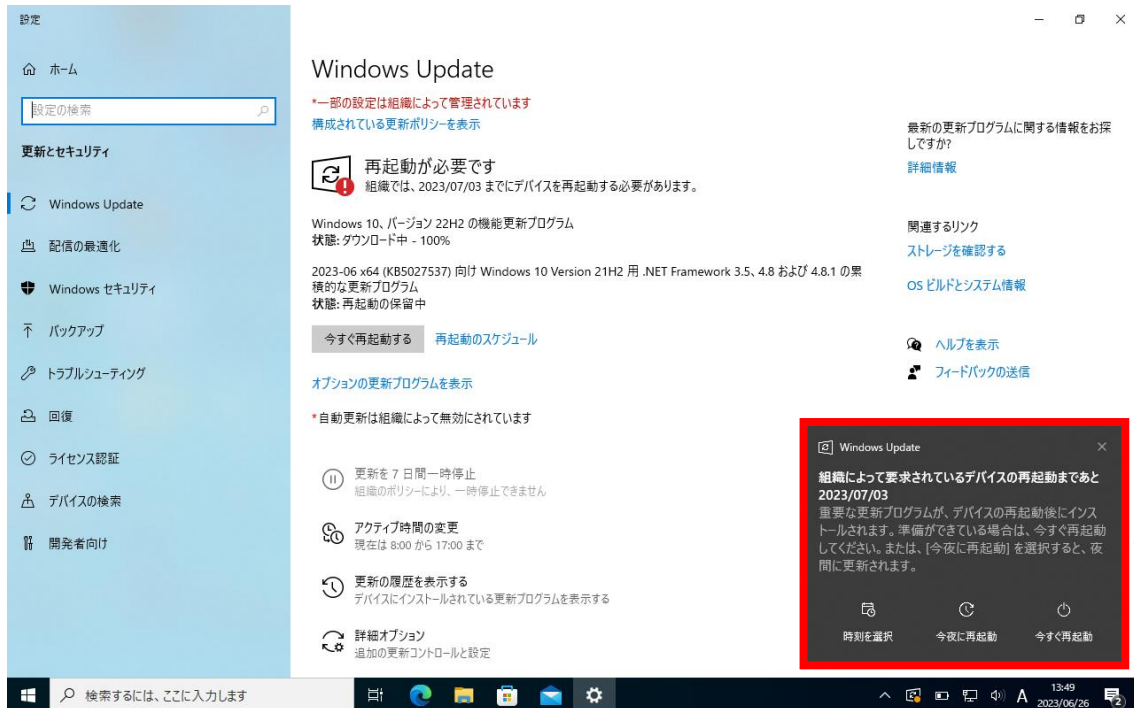 設定
ホーム
設定の検索
更新とセキュリティ
Windows Update
配信の最適化
Windows セキュリティ
バックアップ
トラブルシューティング
回復
ライセンス認証
デバイスの検索
開発者向け
Windows Update
*一部の設定は組織によって管理されています
構成されている更新ポリシーを表示
再起動が必要です
組織では、2023/07/03 までにデバイスを再起動する必要があります。
Windows 10、バージョン 22H2 の機能更新プログラム
状態: ダウンロード中 - 100%
2023-06 x64 (KB5027537) 向け Windows 10 Version 21H2 用 .NET Framework 3.5、4.8 および 4.8.1 の累
積的な更新プログラム
状態: 再起動の保留中
今すぐ再起動する 再起動のスケジュール
オプションの更新プログラムを表示
*自動更新は組織によって無効にされています
更新を 7 日間一時停止
組織のポリシーにより、一時停止できません
アクティブ時間の変更
現在は 8:00 から 17:00 まで
更新の履歴を表示する
デバイスにインストールされている更新プログラムを表示する
詳細オプション
追加の更新コントロールと設定
最新の更新プログラムに関する情報をお探
しですか?
詳細情報
関連するリンク
ストレージを確認する
OS ビルドとシステム情報
ヘルプを表示
フィードバックの送信
Windows Update
組織によって要求されているデバイスの再起動まであと
2023/07/03
重要な更新プログラムが、デバイスの再起動後にインス
トールされます。準備ができている場合は、今すぐ再起動
してください。または、[今夜に再起動] を選択すると、夜
間に更新されます。
時刻を選択 今夜に再起動 今すぐ再起動
検索するには、ここに入力します
A
13:49
2023/06/26
2